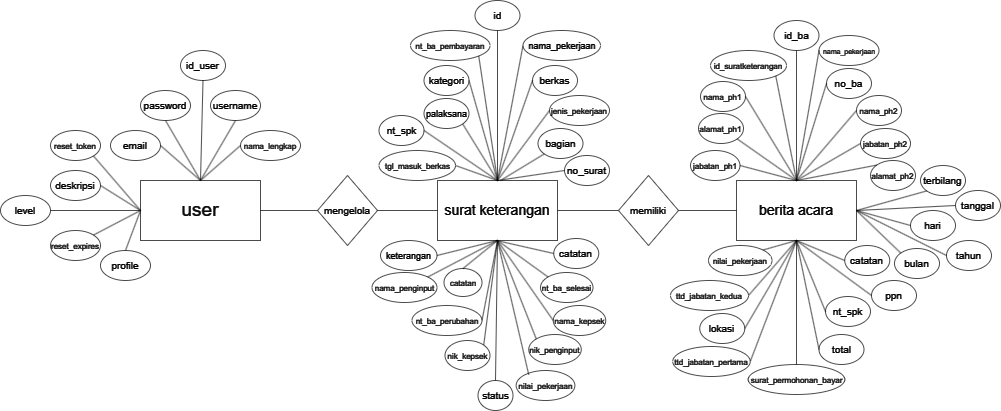 id
nt_ba_pembayaran
nama_pekerjaan
id_ba
nama_pekerjaan
id_user
id_suratketerangan
kategori
berkas
no_ba
password
username
palaksana
jenis_pekerjaan
nama_ph1
nama_ph2
nt_spk
alamat_ph1
reset_token
email
nama_lengkap
bagian
jabatan_ph2
tgl_masuk_berkas
no_surat
jabatan_ph1
alamat_ph2
terbilang
deskripsi
level
user
mengelola
surat keterangan
memiliki
berita acara
tanggal
hari
reset_expires
profile
keterangan
catatan
nilai_pekerjaan
catatan
bulan
tahun
nama_penginput
catatan
nt_ba_selesai
ttd_jabatan_kedua
ppn
nt_ba_perubahan
nama_kepsek
lokasi
nt_spk
nik_kepsek
nik_penginput
ttd_jabatan_pertama
total
status
nilai_pekerjaan
surat_permohonan_bayar